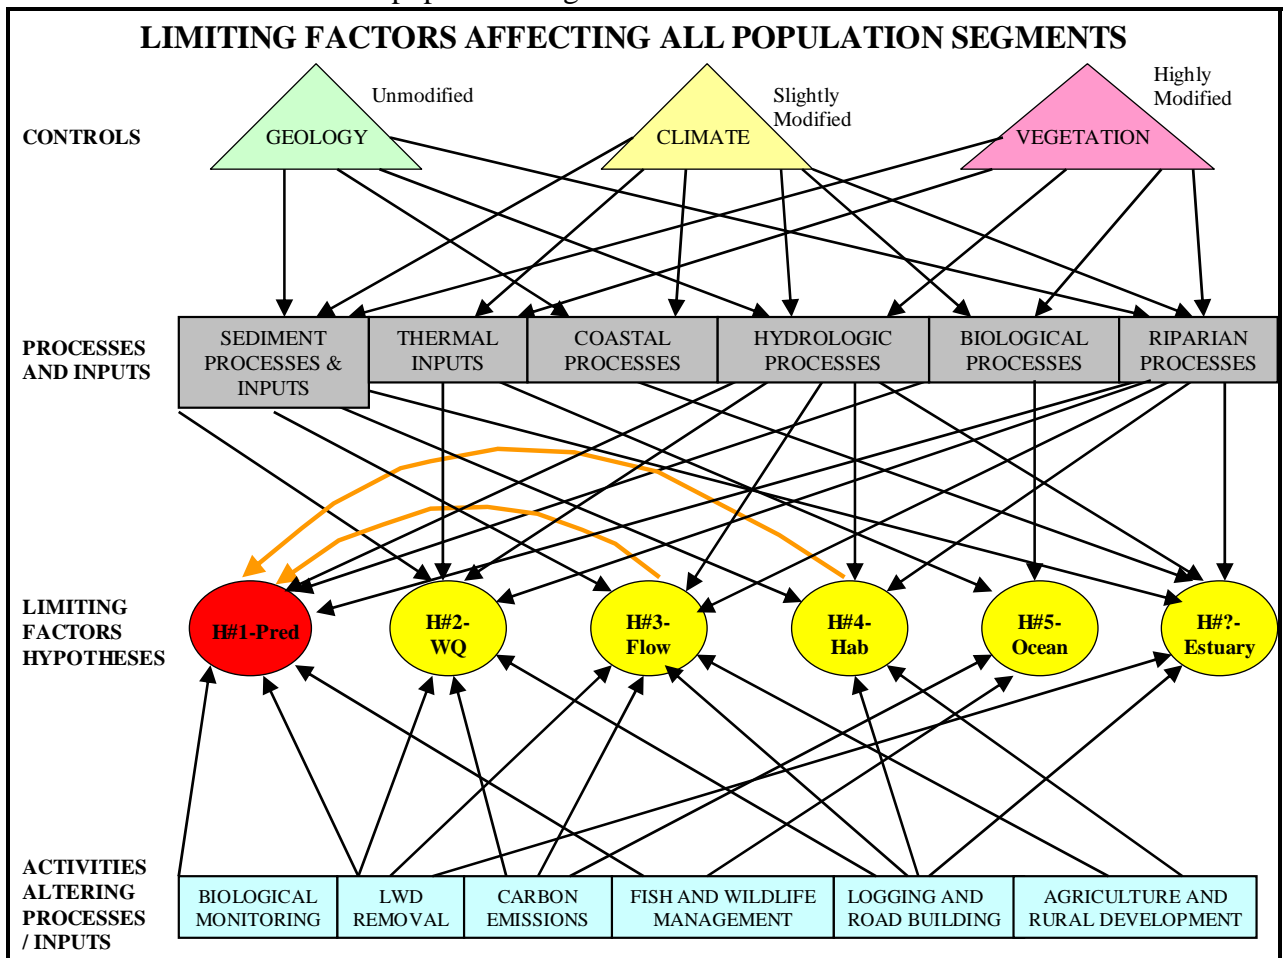 LIMITING FACTORS AFFECTING ALL POPULATION SEGMENTS
Unmodified
Slightly
Modified
Highly
Modified
CONTROLS
GEOLOGY
CLIMATE
VEGETATION
PROCESSES
AND INPUTS
SEDIMENT
PROCESSES &
INPUTS
THERMAL
INPUTS
COASTAL
PROCESSES
HYDROLOGIC
PROCESSES
BIOLOGICAL
PROCESSES
RIPARIAN
PROCESSES
LIMITING
FACTORS
HYPOTHESES
H#1-Pred
H#2-
WQ
H#3-
Flow
H#4-
Hab
H#5-
Ocean
H#?-
Estuary
ACTIVITIES
ALTERING
PROCESSES
/ INPUTS
BIOLOGICAL
MONITORING
LWD
REMOVAL
CARBON
EMISSIONS
FISH AND WILDLIFE
MANAGEMENT
LOGGING AND
ROAD BUILDING
AGRICULTURE AND
RURAL DEVELOPMENT